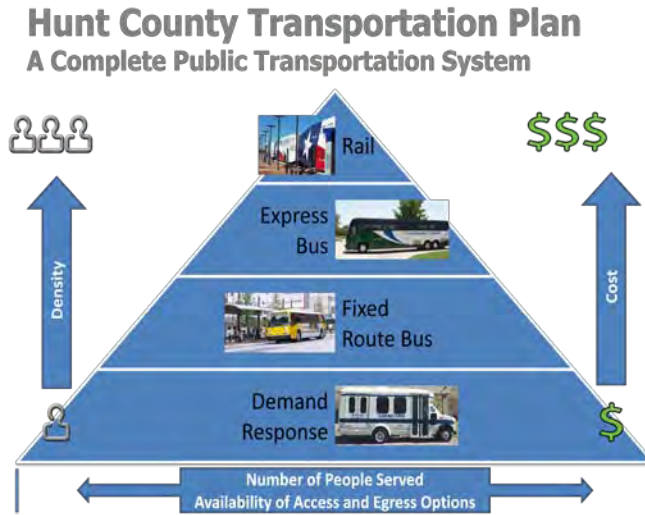 Hunt County Transportation Plan
A Complete Public Transportation System
$$$
Rail
Express
Bus
Density
Cost
Fixed
Route Bus
Demand
Response
$
Number of People Served
Availability of Access and Egress Options